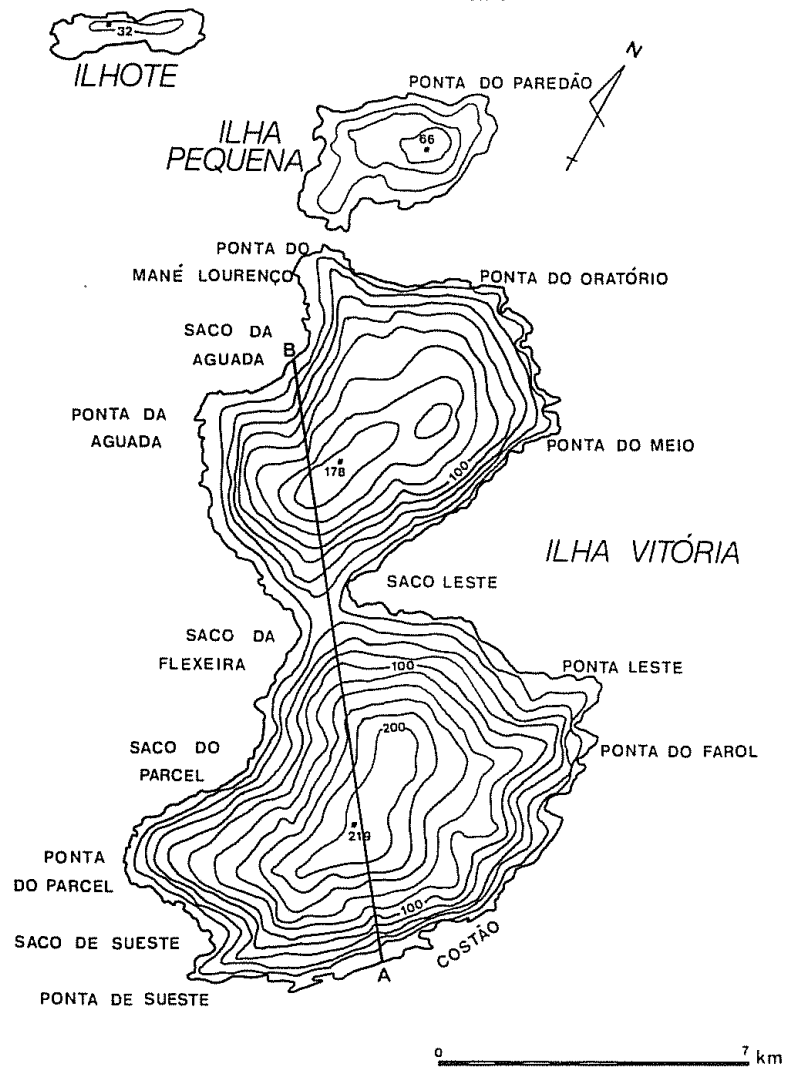 32
ILHOTE
N
PONTA DO PAREDÃO
ILHA
PEQUENA
66
PONTA DO
MANÉ LOURENÇO
PONTA DO ORATÓRIO
SACO DA
AGUADA
B
PONTA DA
AGUADA
178
100
PONTA DO MEIO
ILHA VITÓRIA
SACO LESTE
SACO DA
FLEXEIRA
100
PONTA LESTE
200
SACO DO
PARCEL
PONTA DO FAROL
219
PONTA
DO PARCEL
100
COSTÃO
SACO DE SUESTE
A
PONTA DE SUESTE
0 7 km